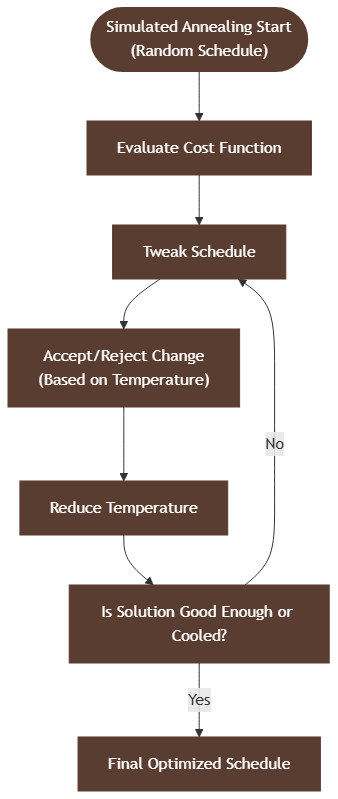 Simulated Annealing Start
(Random Schedule)
Evaluate Cost Function
Tweak Schedule
Accept/Reject Change
(Based on Temperature)
No
Reduce Temperature
Is Solution Good Enough or
Cooled?
Yes
Final Optimized Schedule